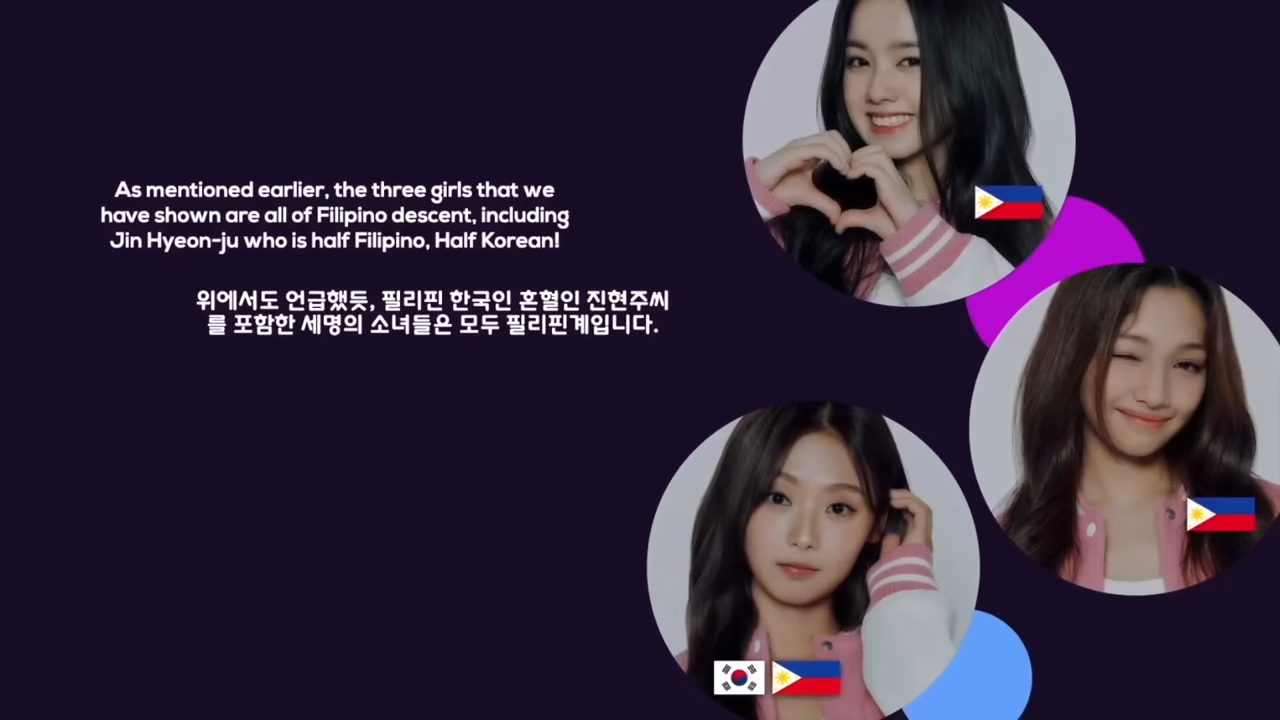 As mentioned earlier, the three girls that we
have shown are all of Filipino descent, including
Jin Hyeon-ju who is half Filipino, Half Korean!
위에서도 언급했듯, 필리핀 한국인 혼혈인 진현주씨
를 포함한 세명의 소녀들은 모두 필리핀계입니다.